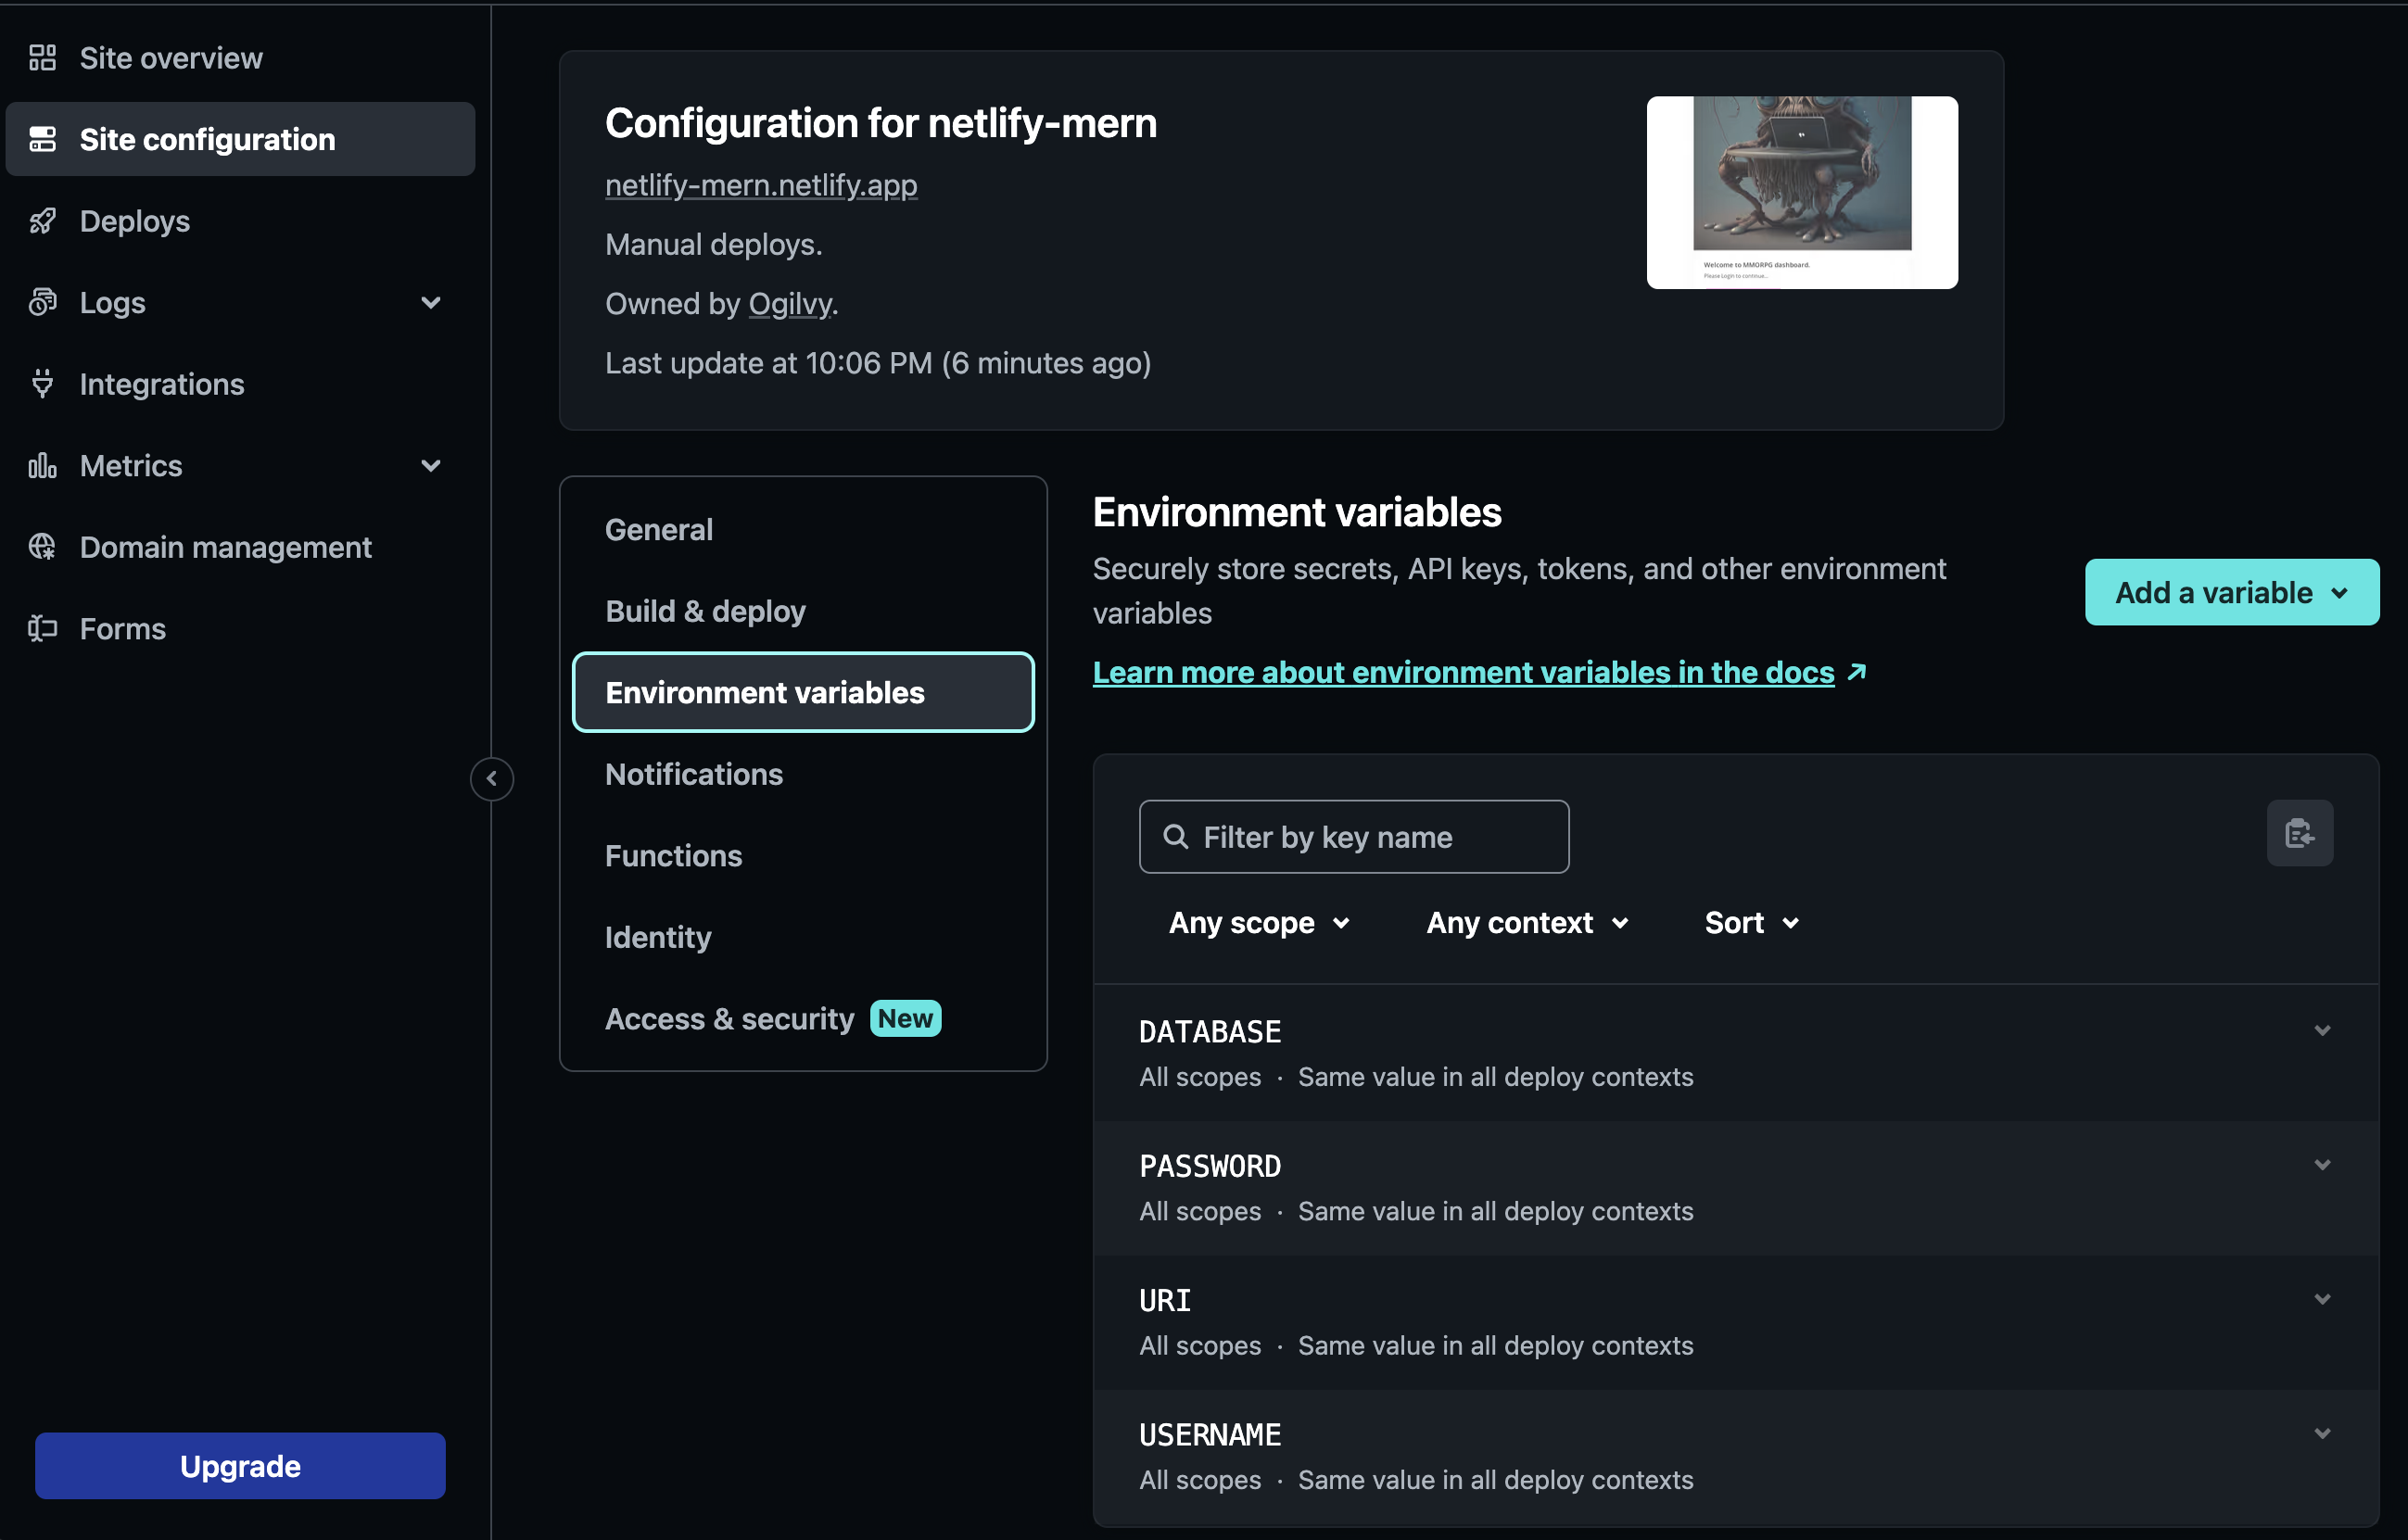 Site overview
Site configuration
Deploys
Logs
Integrations
Metrics
Domain management
Forms
Upgrade
Configuration for netlify-mern
netlify-mern.netlify.app
Manual deploys.
Owned by Ogilvy.
Last update at 10:06 PM (6 minutes ago)
Welcome to MMORPG dashboard.
Please Login to continue...
General
Build & deploy
Environment variables
Notifications
Functions
Identity
Access & security New
Environment variables
Securely store secrets, API keys, tokens, and other environment
variables
Learn more about environment variables in the docs
Add a variable
Filter by key name
Any scope Any context Sort
DATABASE
All scopes · Same value in all deploy contexts
PASSWORD
All scopes · Same value in all deploy contexts
URI
All scopes · Same value in all deploy contexts
USERNAME
All scopes · Same value in all deploy contexts